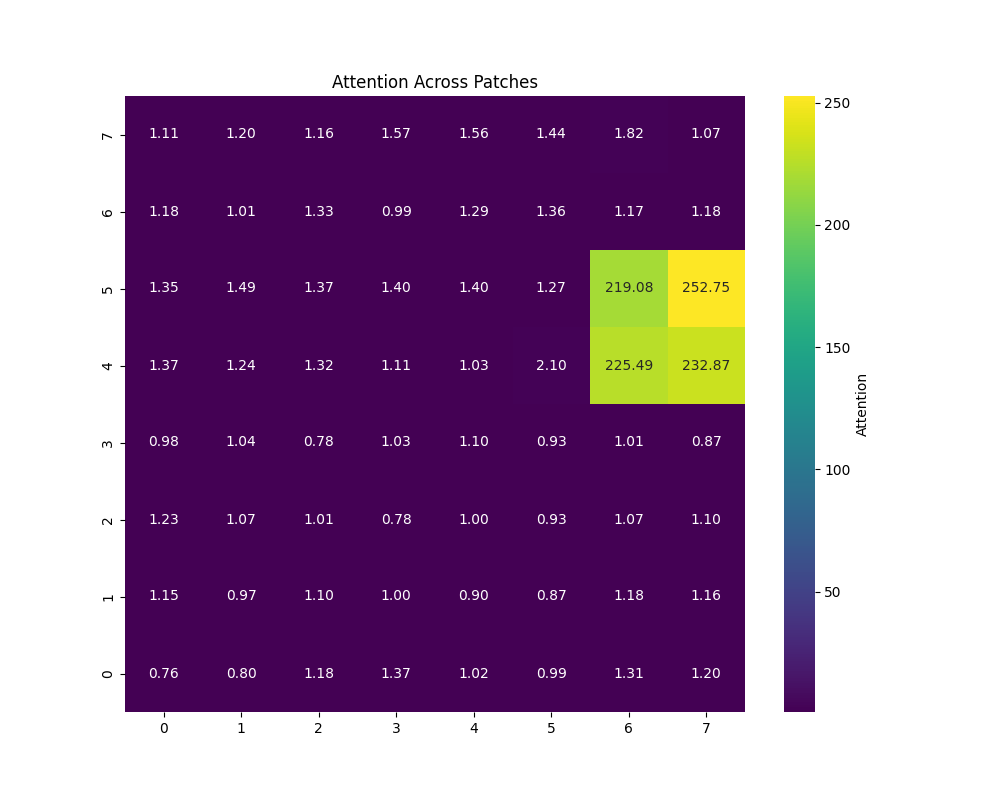 Attention Across Patches
7 1.11 1.20 1.16 1.57 1.56 1.44 1.82 1.07
6 1.18 1.01 1.33 0.99 1.29 1.36 1.17 1.18
5 1.35 1.49 1.37 1.40 1.40 1.27 219.08 252.75
4 1.37 1.24 1.32 1.11 1.03 2.10 225.49 232.87
3 0.98 1.04 0.78 1.03 1.10 0.93 1.01 0.87
2 1.23 1.07 1.01 0.78 1.00 0.93 1.07 1.10
1 1.15 0.97 1.10 1.00 0.90 0.87 1.18 1.16
0 0.76 0.80 1.18 1.37 1.02 0.99 1.31 1.20
0 1 2 3 4 5 6 7
250
200
150
100
50
Attention